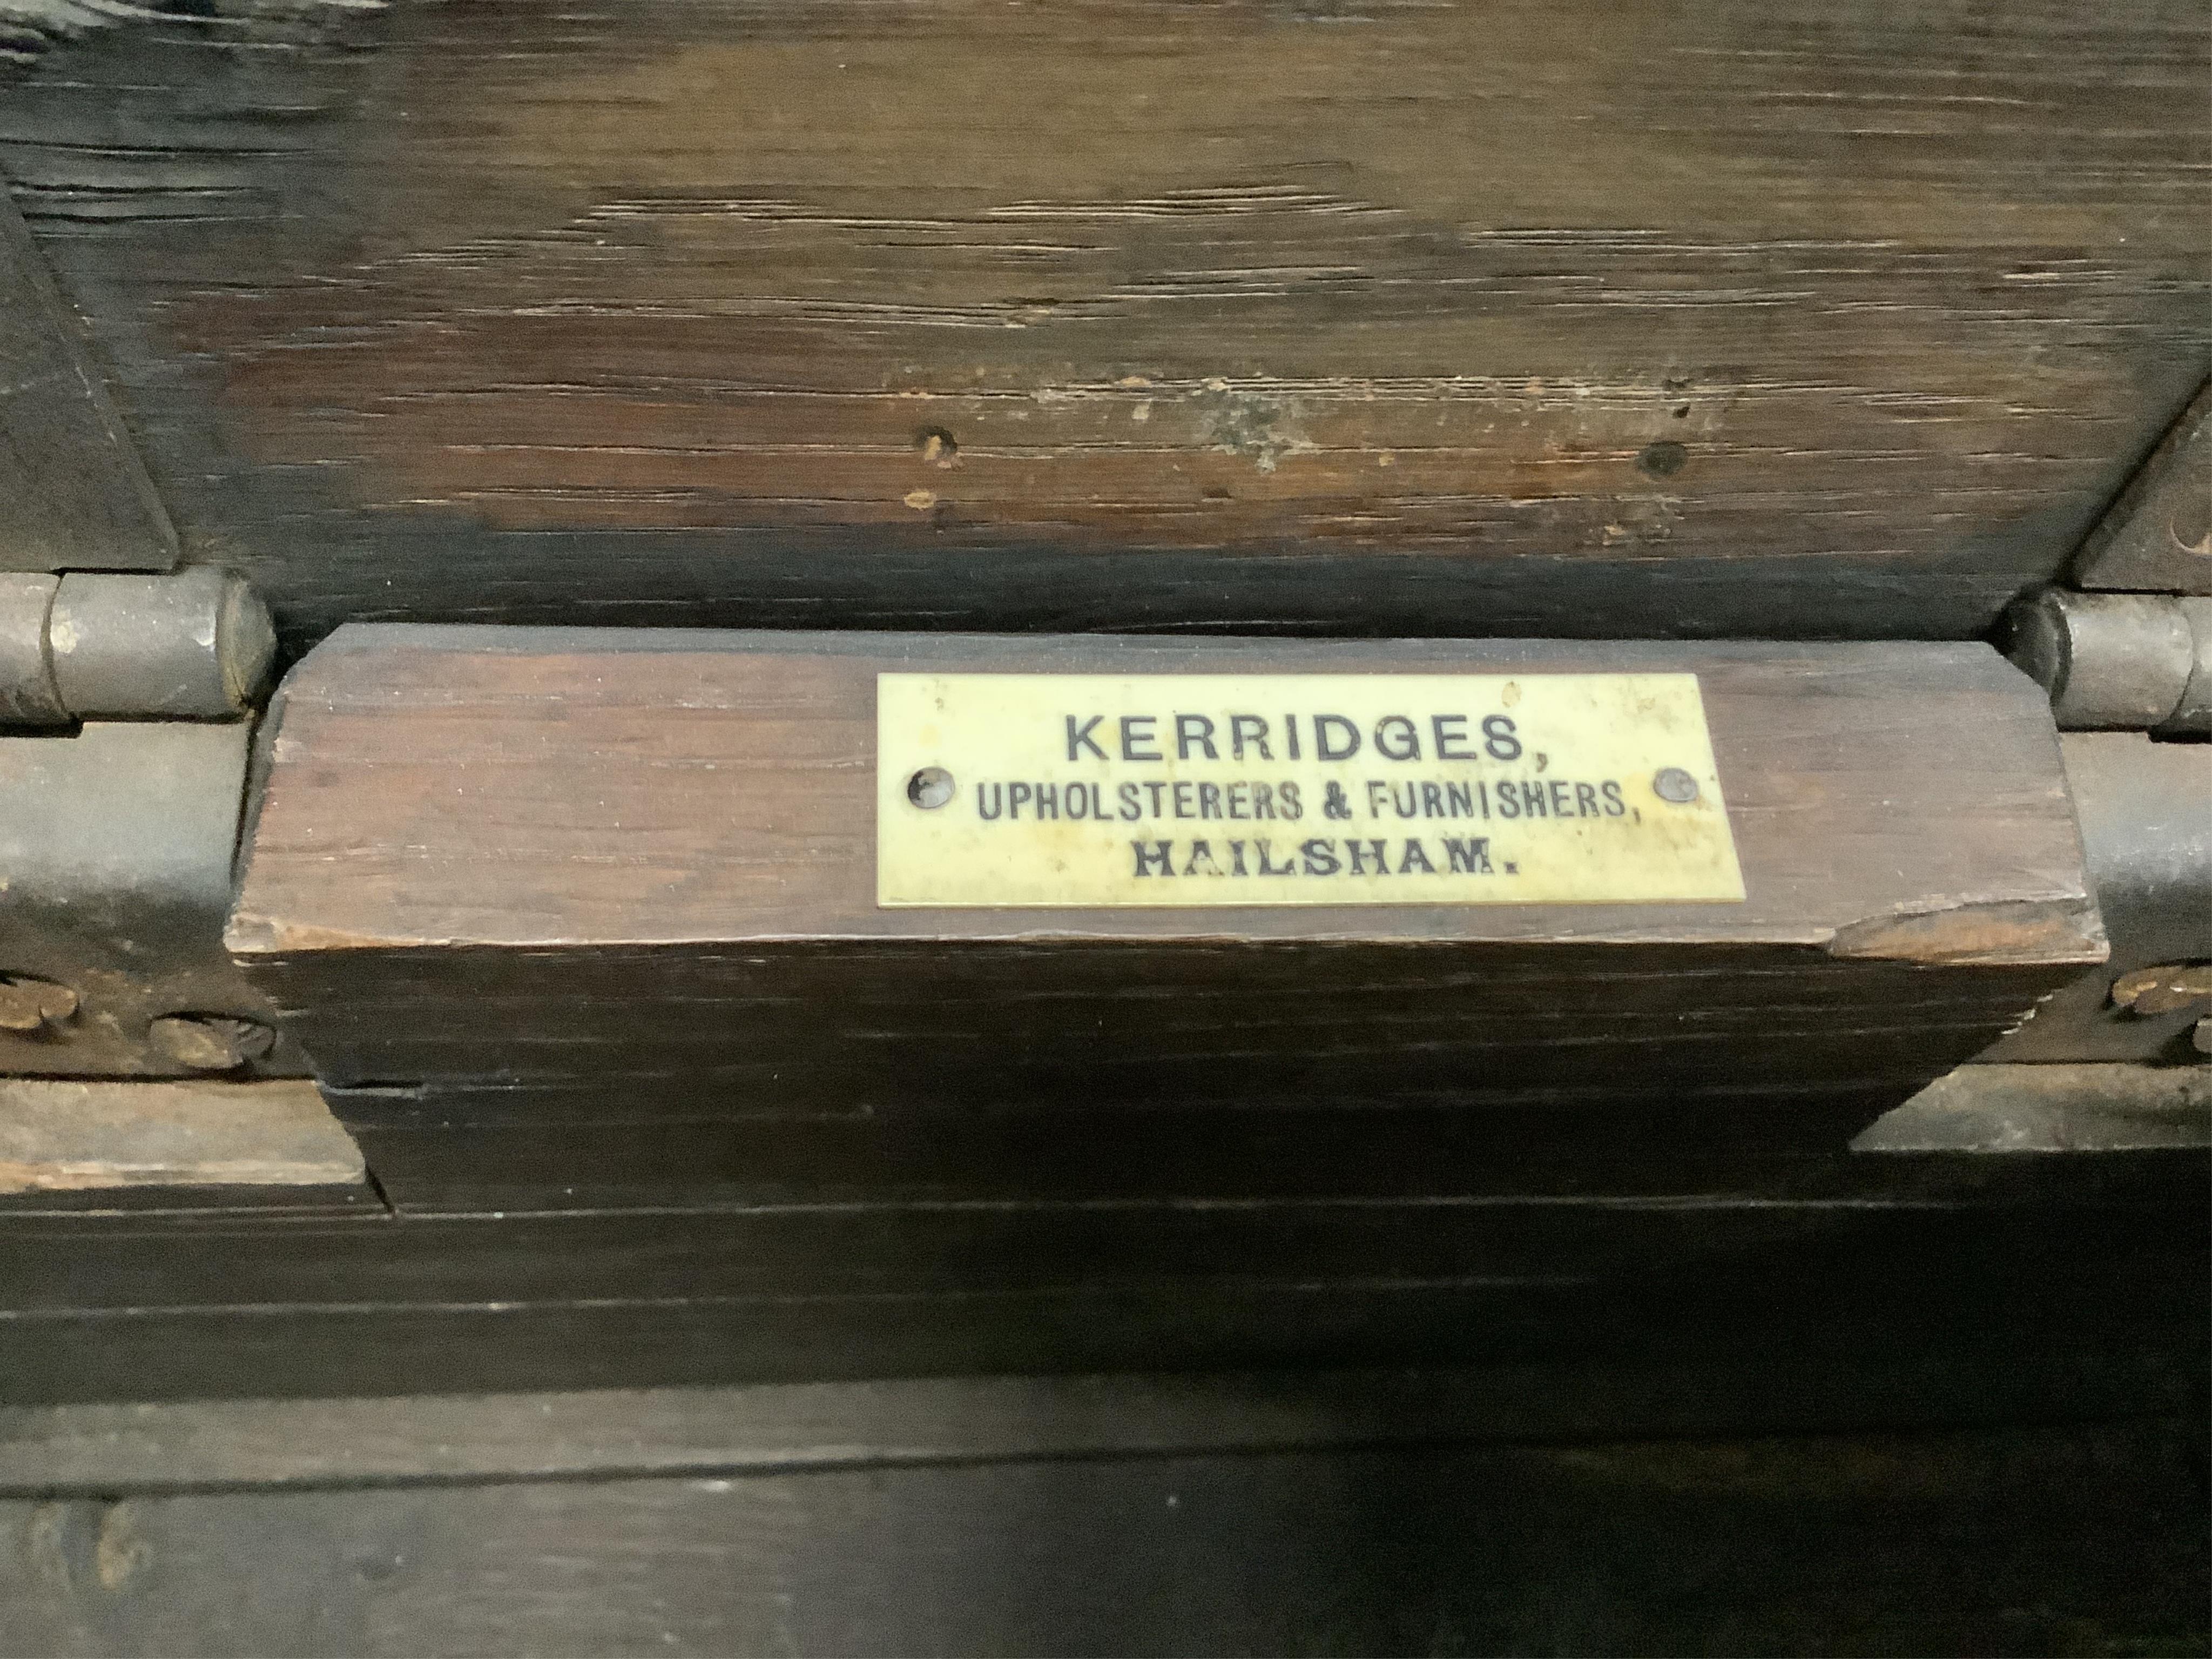 KERRIDGES,
UPHOLSTERERS & FURNISHERS,
HAILSHAM.